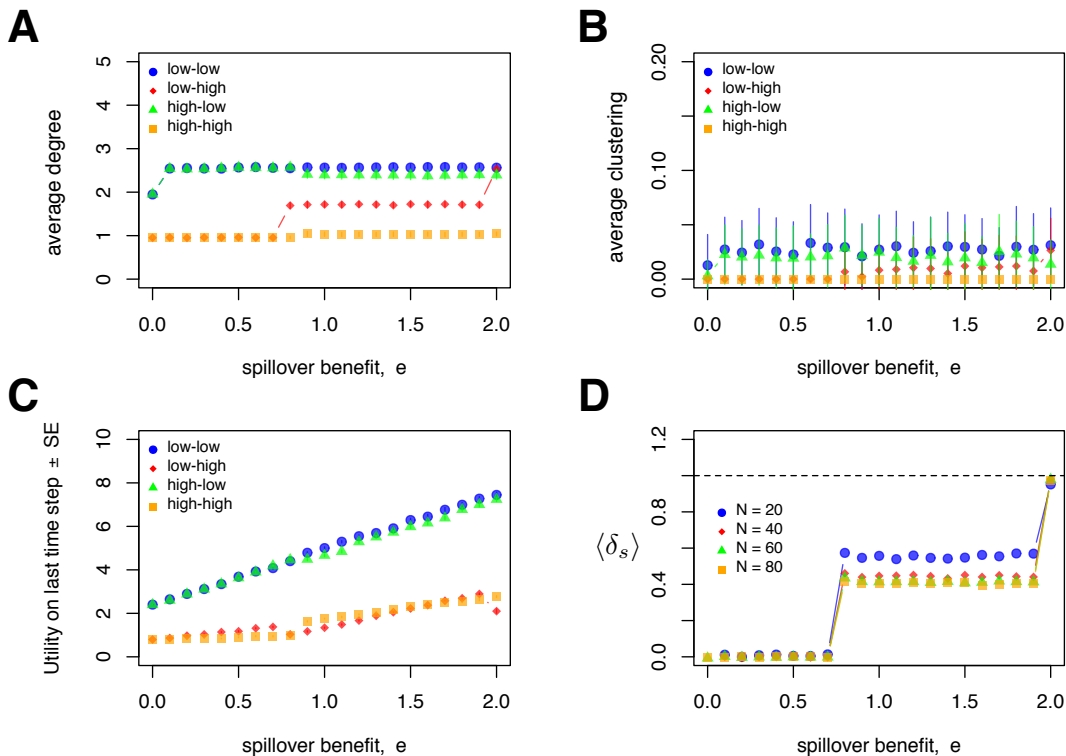 A
average degree
0 1 2 3 4 5
low-low
low-high
high-low
high-high
0.0 0.5 1.0 1.5 2.0
spillover benefit, e
B
average clustering
0.00 0.10 0.20
low-low
low-high
high-low
high-high
0.0 0.5 1.0 1.5 2.0
spillover benefit, e
C
Utility on last time step ± SE
0 2 4 6 8 10
low-low
low-high
high-low
high-high
0.0 0.5 1.0 1.5 2.0
spillover benefit, e
D
⟨δs⟩
0.0 0.4 0.8 1.2
N = 20
N = 40
N = 60
N = 80
0.0 0.5 1.0 1.5 2.0
spillover benefit, e